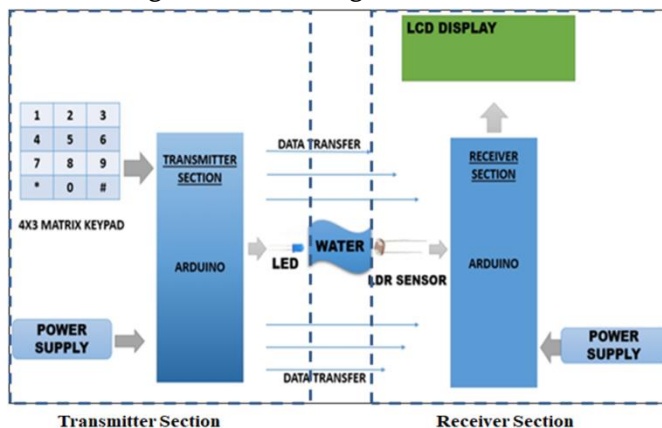 LCD DISPLAY
1 2 3
4 5 6
7 8 9
* 0 #
4X3 MATRIX KEYPAD
TRANSMITTER
SECTION
ARDUINO
DATA TRANSFER
LED
WATER
LDR SENSOR
DATA TRANSFER
RECEIVER
SECTION
ARDUINO
POWER
SUPPLY
POWER
SUPPLY
Transmitter Section
Receiver Section